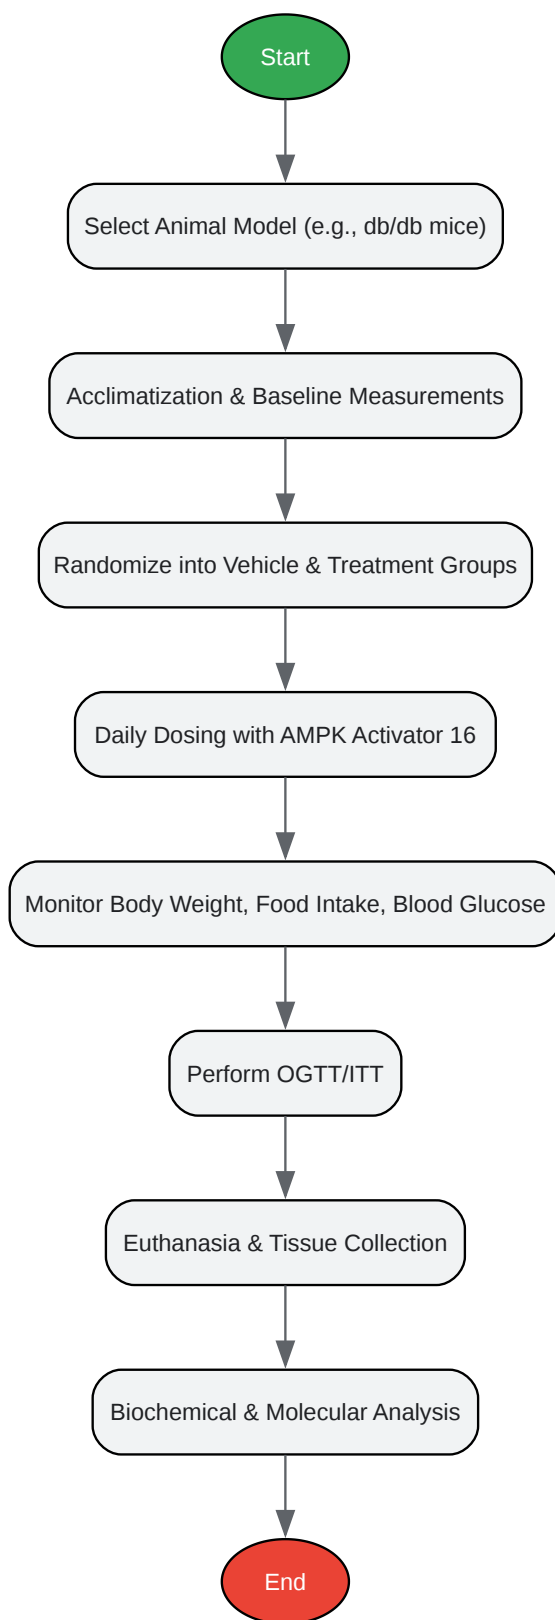 Start
Select Animal Model (e.g., db/db mice)
Acclimatization & Baseline Measurements
Randomize into Vehicle & Treatment Groups
Daily Dosing with AMPK Activator 16
Monitor Body Weight, Food Intake, Blood Glucose
Perform OGTT/ITT
Euthanasia & Tissue Collection
Biochemical & Molecular Analysis
End